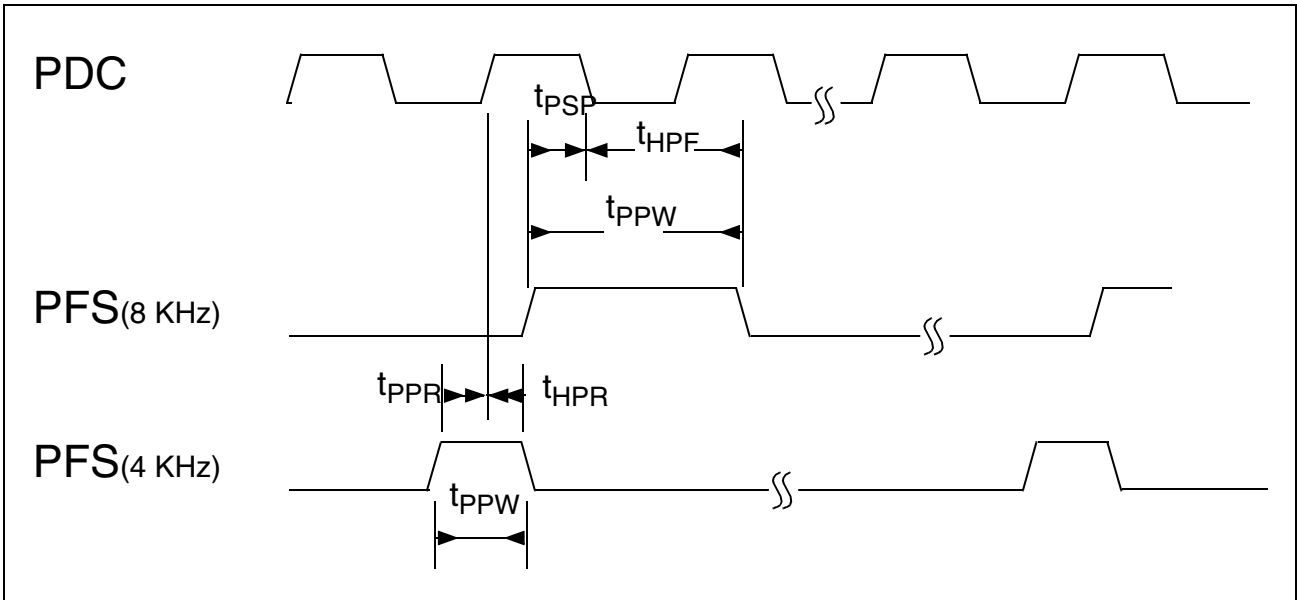 PDC
tPSP
tHPF
tPPW
PFS(8 KHz)
tPPR
tHPR
PFS(4 KHz)
tPPW